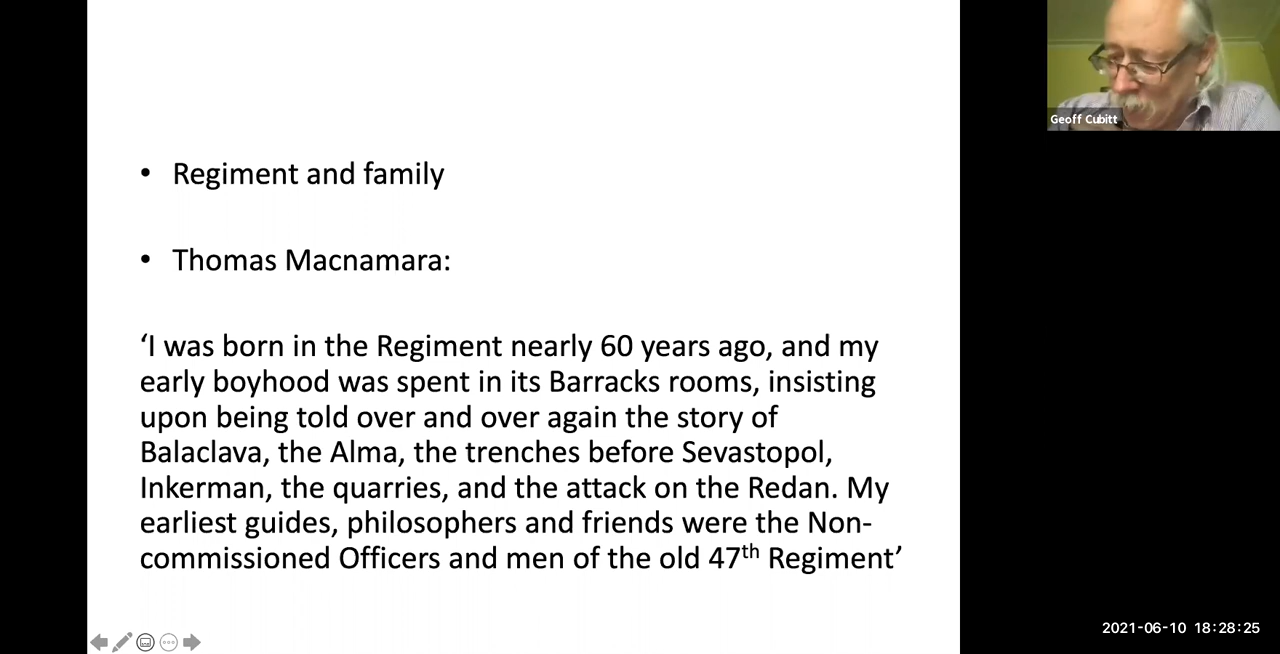 Geoff Cubitt
• Regiment and family
• Thomas Macnamara:
‘I was born in the Regiment nearly 60 years ago, and my
early boyhood was spent in its Barracks rooms, insisting
upon being told over and over again the story of
Balaclava, the Alma, the trenches before Sevastopol,
Inkerman, the quarries, and the attack on the Redan. My
earliest guides, philosophers and friends were the Non-
commissioned Officers and men of the old 47th Regiment’
2021-06-10 18:28:25